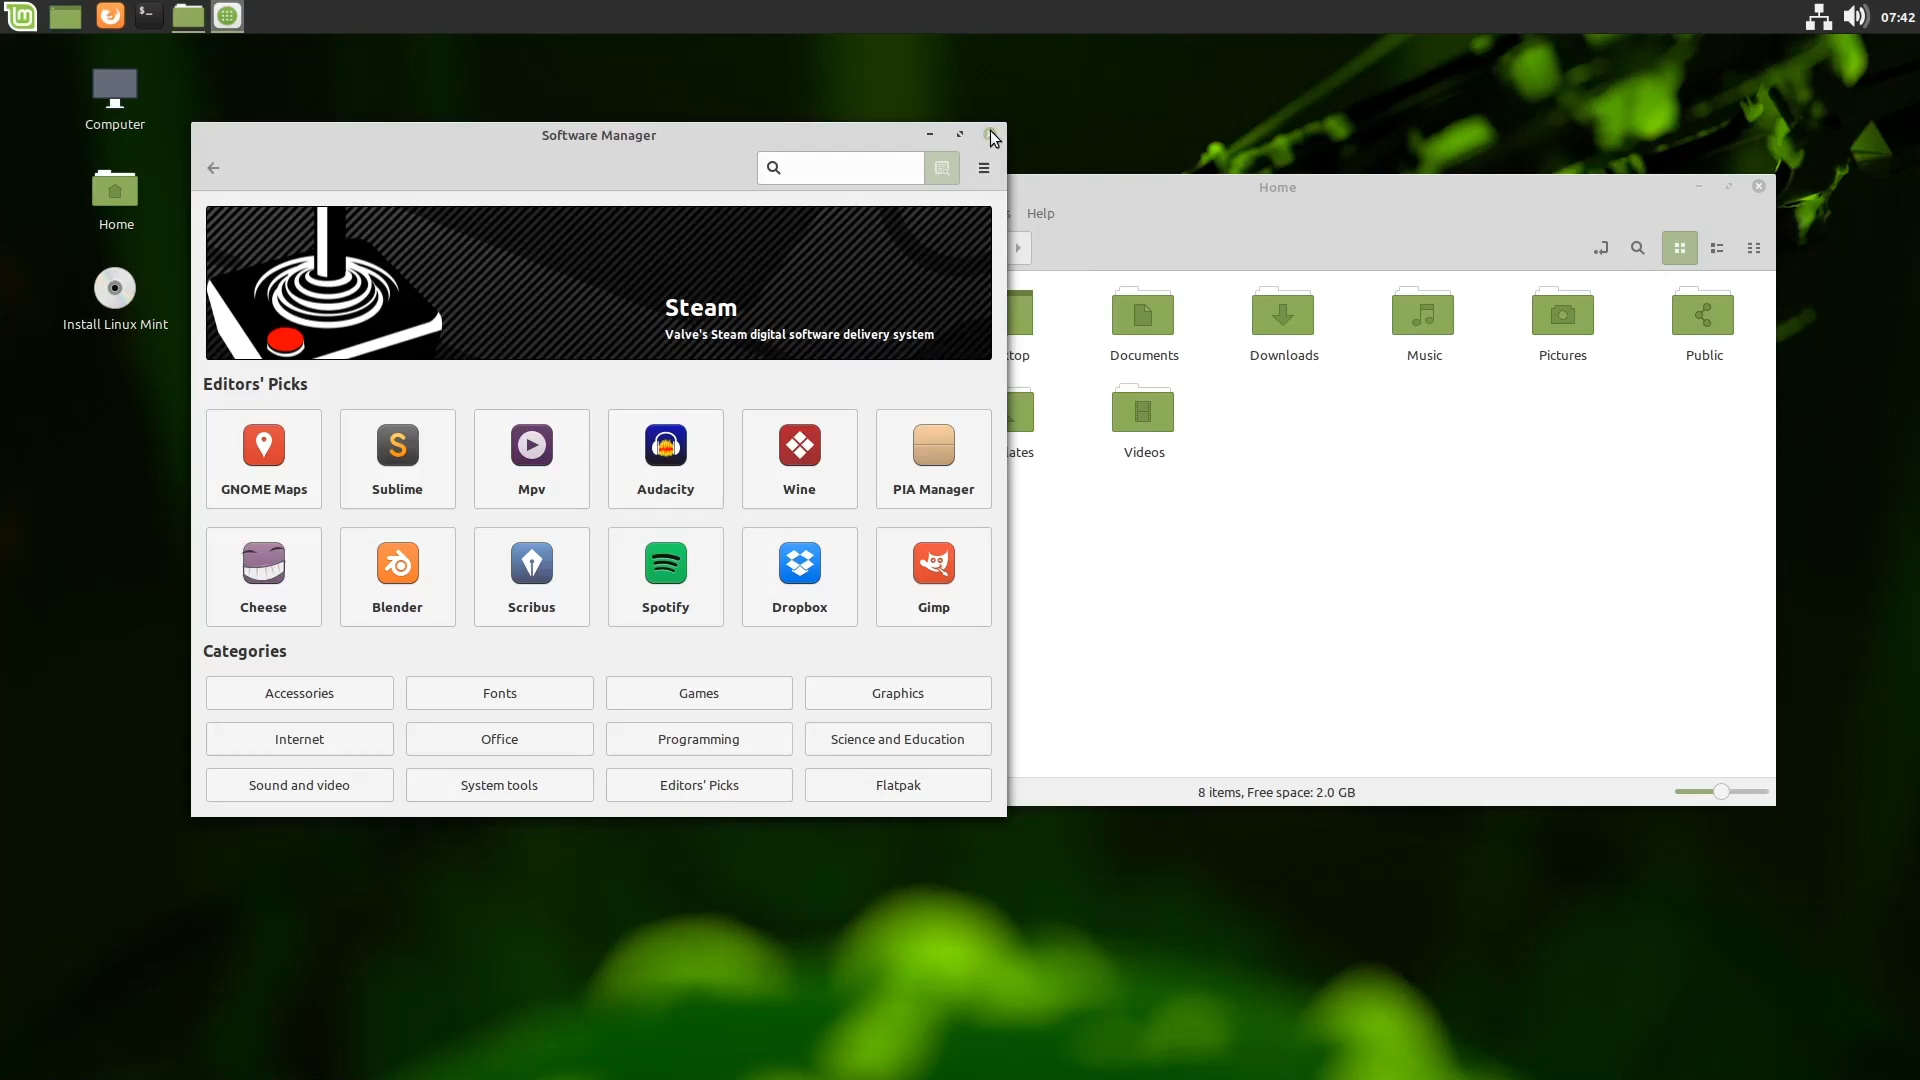 07:42
Computer
Home
Install Linux Mint
Software Manager
Steam
Valve's Steam digital software delivery system
Editors' Picks
GNOME Maps
Sublime
Mpv
Audacity
Wine
PIA Manager
Cheese
Blender
Scribus
Spotify
Dropbox
Gimp
Categories
Accessories
Fonts
Games
Graphics
Internet
Office
Programming
Science and Education
Sound and video
System tools
Editors' Picks
Flatpak
Home
s Help
top
Documents
Downloads
Music
Pictures
Public
lates
Videos
8 items, Free space: 2.0 GB